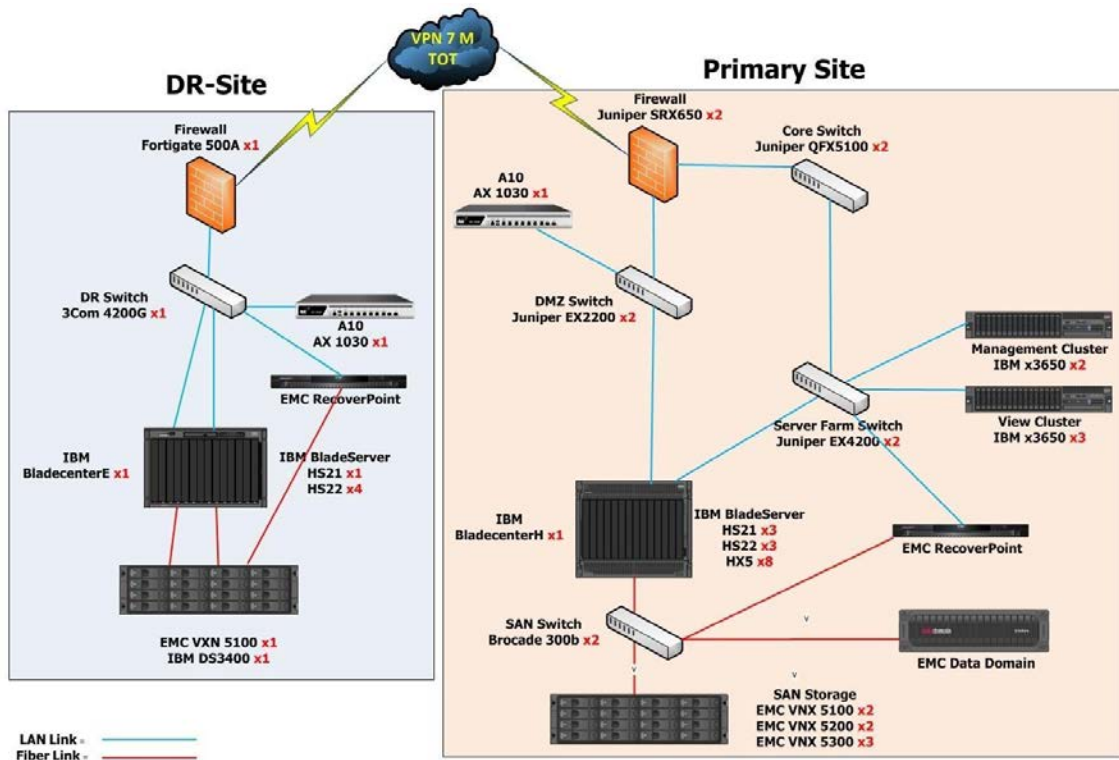 VPN 7 M
TOT
DR-Site
Primary Site
Firewall
Fortigate 500A x1
DR Switch
3Com 4200G x1
A10
AX 1030 x1
EMC RecoverPoint
IBM
BladecenterE x1
IBM BladeServer
HS21 x1
HS22 x4
EMC VXN 5100 x1
IBM DS3400 x1
Firewall
Juniper SRX650 x2
Core Switch
Juniper QFX5100 x2
A10
AX 1030 x1
DMZ Switch
Juniper EX2200 x2
Management Cluster
IBM x3650 x2
View Cluster
IBM x3650 x3
Server Farm Switch
Juniper EX4200 x2
IBM
BladecenterH x1
IBM BladeServer
HS21 x3
HS22 x3
HX5 x8
EMC RecoverPoint
SAN Switch
Brocade 300b x2
v
EMC Data Domain
v
v
SAN Storage
EMC VNX 5100 x2
EMC VNX 5200 x2
EMC VNX 5300 x3
LAN Link =
Fiber Link =